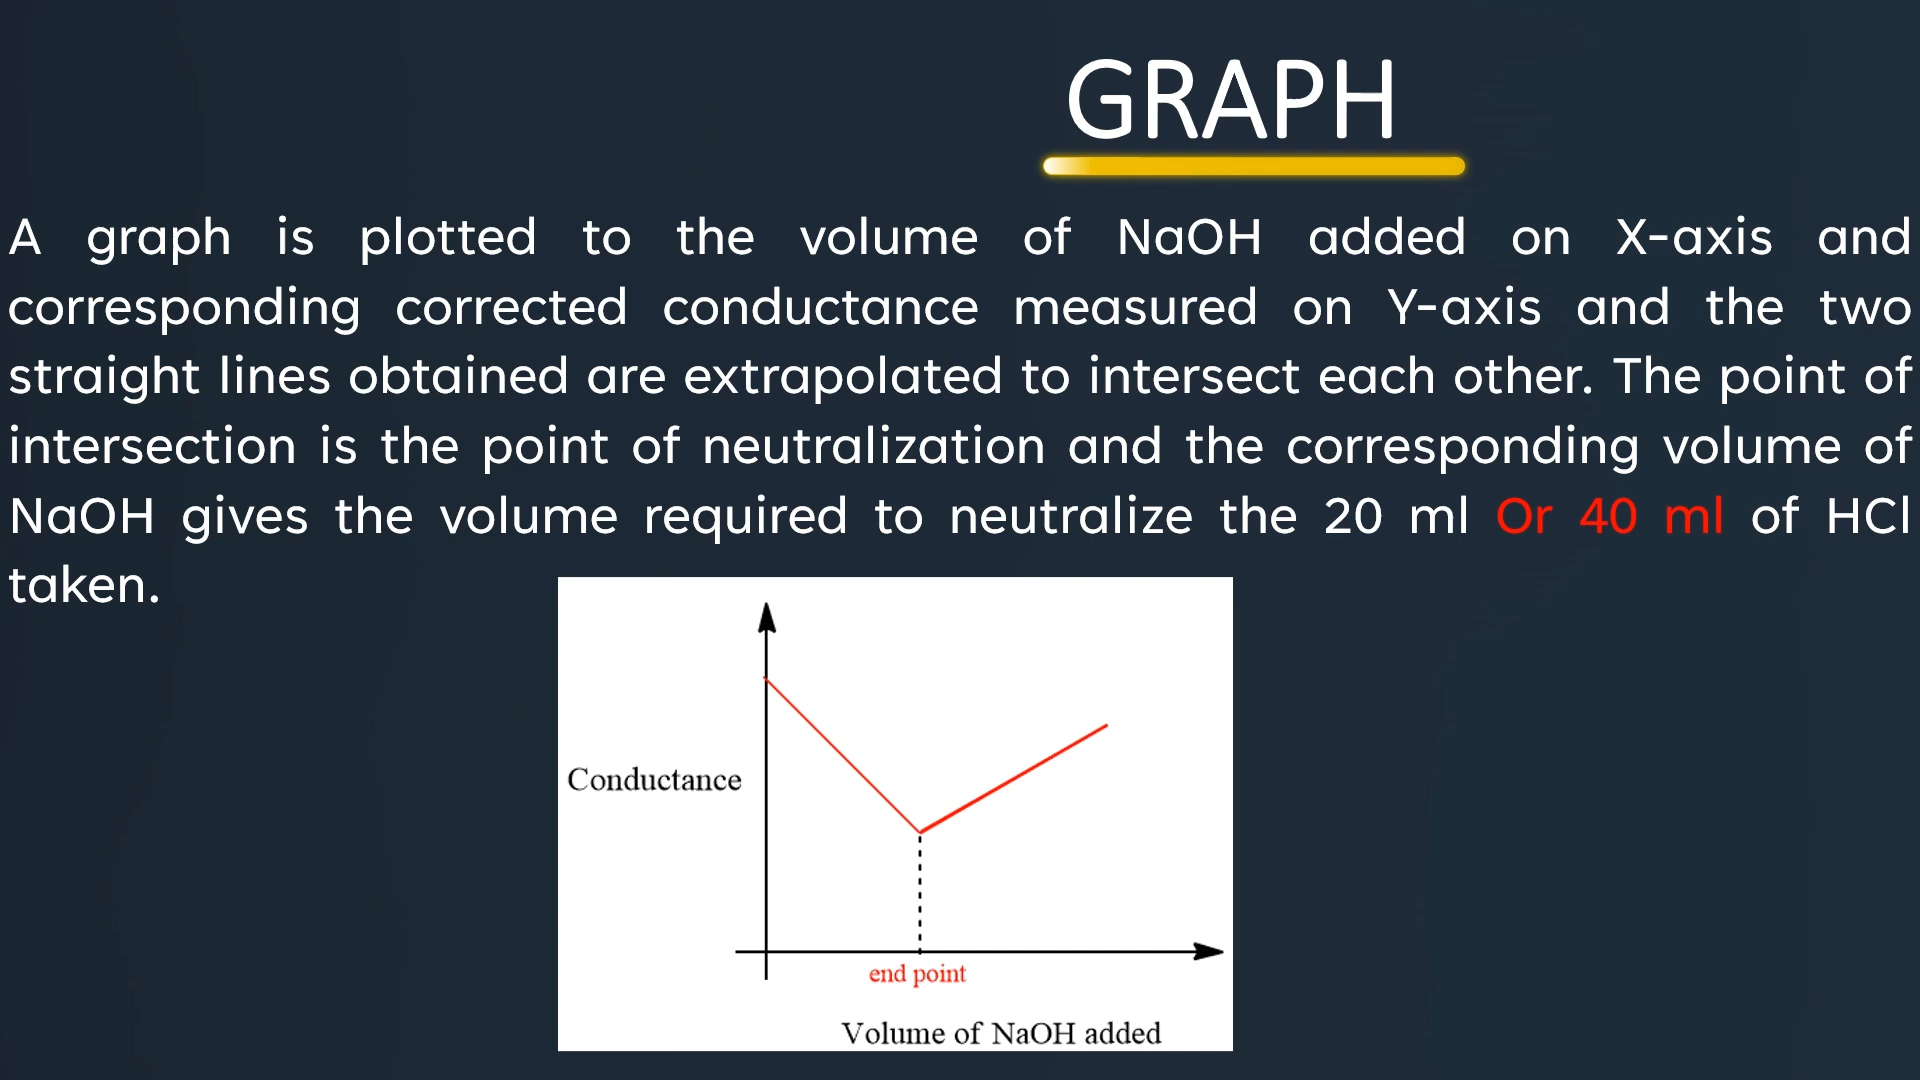 GRAPH
A graph is plotted to the volume of NaOH added on X-axis and
corresponding corrected conductance measured on Y-axis and the two
straight lines obtained are extrapolated to intersect each other. The point of
intersection is the point of neutralization and the corresponding volume of
NaOH gives the volume required to neutralize the 20 ml Or 40 ml of HCl
taken.
Conductance
end point
Volume of NaOH added